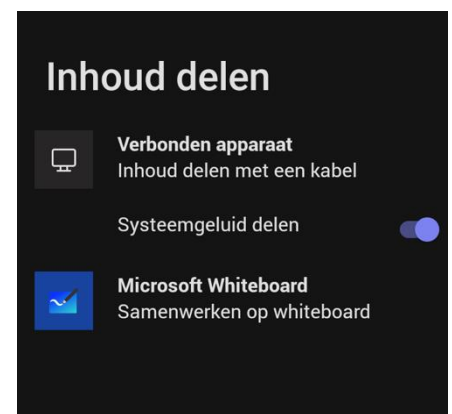 Inhoud delen
Verbonden apparaat
Inhoud delen met een kabel
Systeemgeluid delen
Microsoft Whiteboard
Samenwerken op whiteboard